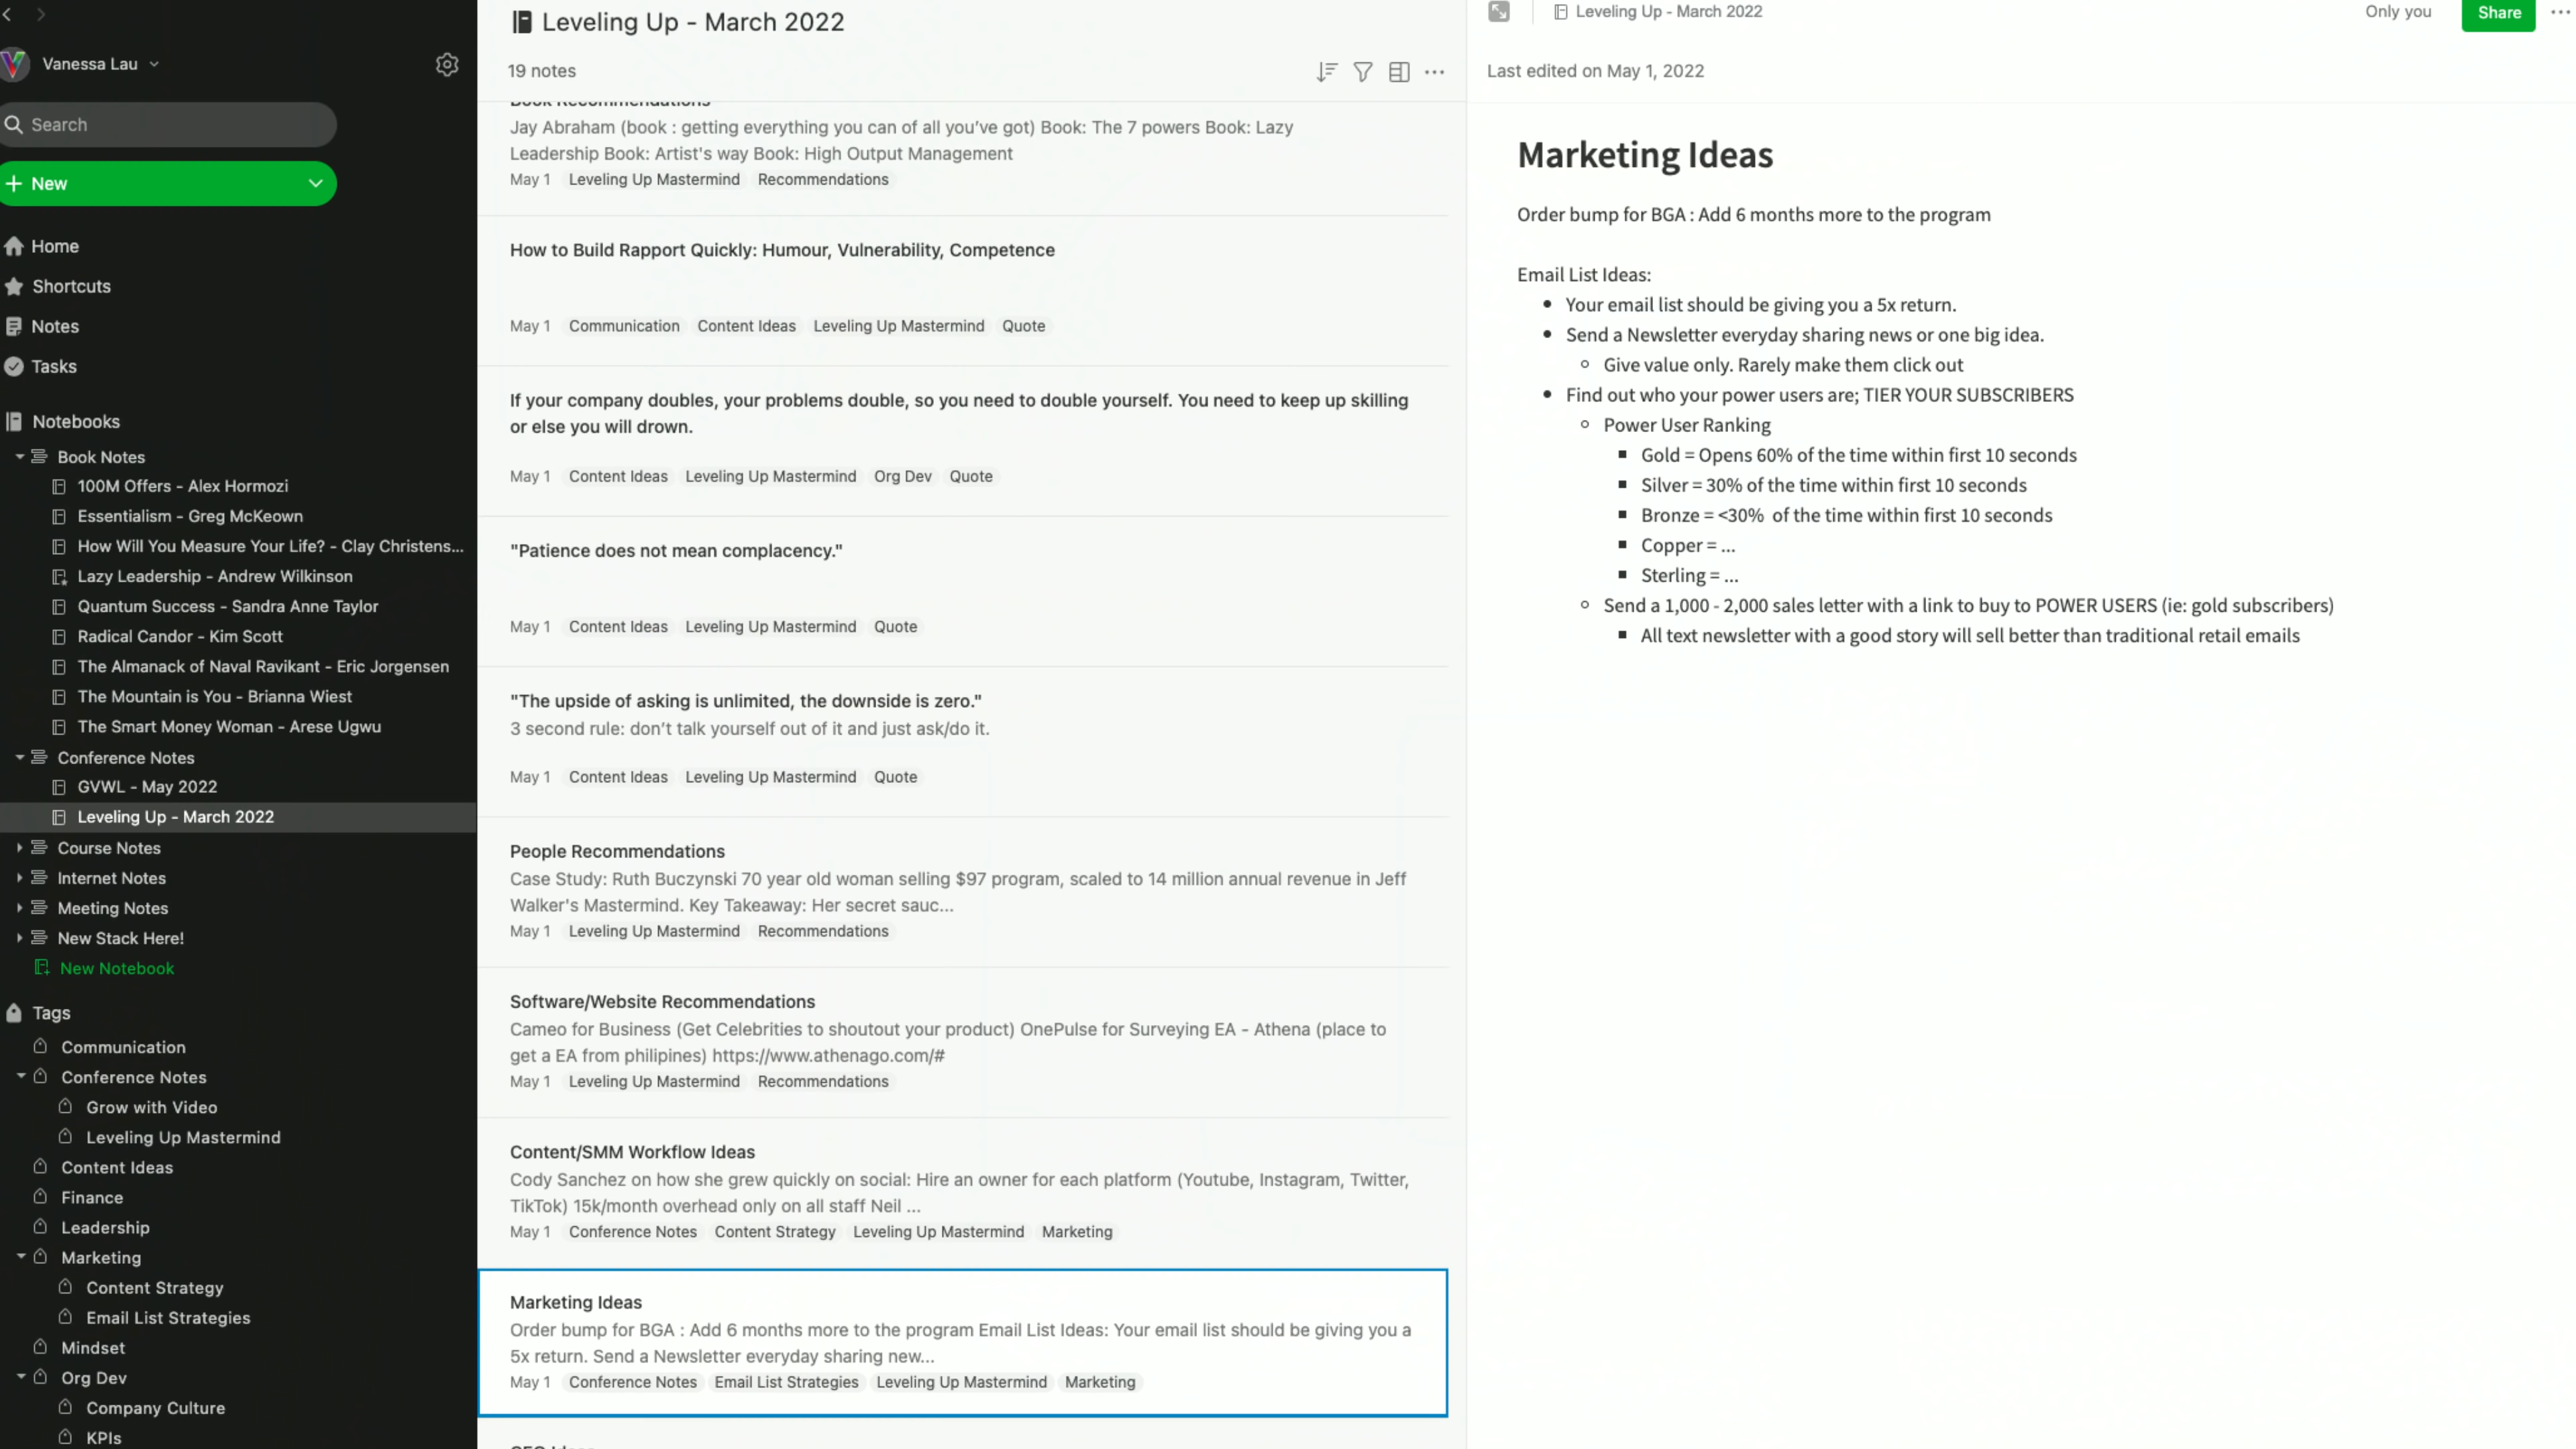 Vanessa Lau
Search
New
Home
Shortcuts
Notes
Tasks
Notebooks
Book Notes
100M Offers - Alex Hormozi
Essentialism - Greg McKeown
How Will You Measure Your Life? - Clay Christens...
Lazy Leadership - Andrew Wilkinson
Quantum Success - Sandra Anne Taylor
Radical Candor - Kim Scott
The Almanack of Naval Ravikant - Eric Jorgensen
The Mountain is You - Brianna Wiest
The Smart Money Woman - Arese Ugwu
Conference Notes
GVWL - May 2022
Leveling Up - March 2022
Course Notes
Internet Notes
Meeting Notes
New Stack Here!
New Notebook
Tags
Communication
Conference Notes
Grow with Video
Leveling Up Mastermind
Content Ideas
Finance
Leadership
Marketing
Content Strategy
Email List Strategies
Mindset
Org Dev
Company Culture
KPIs
Leveling Up - March 2022
19 notes
Book Recommendations
Jay Abraham (book : getting everything you can of all you’ve got) Book: The 7 powers Book: Lazy
Leadership Book: Artist's way Book: High Output Management
May 1 Leveling Up Mastermind Recommendations
How to Build Rapport Quickly: Humour, Vulnerability, Competence
May 1 Communication Content Ideas Leveling Up Mastermind Quote
If your company doubles, your problems double, so you need to double yourself. You need to keep up skilling
or else you will drown.
May 1 Content Ideas Leveling Up Mastermind Org Dev Quote
"Patience does not mean complacency."
May 1 Content Ideas Leveling Up Mastermind Quote
"The upside of asking is unlimited, the downside is zero."
3 second rule: don’t talk yourself out of it and just ask/do it.
May 1 Content Ideas Leveling Up Mastermind Quote
People Recommendations
Case Study: Ruth Buczynski 70 year old woman selling $97 program, scaled to 14 million annual revenue in Jeff
Walker's Mastermind. Key Takeaway: Her secret sauc...
May 1 Leveling Up Mastermind Recommendations
Software/Website Recommendations
Cameo for Business (Get Celebrities to shoutout your product) OnePulse for Surveying EA - Athena (place to
get a EA from philipines) https://www.athenago.com/#
May 1 Leveling Up Mastermind Recommendations
Content/SMM Workflow Ideas
Cody Sanchez on how she grew quickly on social: Hire an owner for each platform (Youtube, Instagram, Twitter,
TikTok) 15k/month overhead only on all staff Neil ...
May 1 Conference Notes Content Strategy Leveling Up Mastermind Marketing
Marketing Ideas
Order bump for BGA : Add 6 months more to the program Email List Ideas: Your email list should be giving you a
5x return. Send a Newsletter everyday sharing new...
May 1 Conference Notes Email List Strategies Leveling Up Mastermind Marketing
Leveling Up - March 2022
Only you
Share
Last edited on May 1, 2022
Marketing Ideas
Order bump for BGA : Add 6 months more to the program
Email List Ideas:
Your email list should be giving you a 5x return.
Send a Newsletter everyday sharing news or one big idea.
Give value only. Rarely make them click out
Find out who your power users are; TIER YOUR SUBSCRIBERS
Power User Ranking
Gold = Opens 60% of the time within first 10 seconds
Silver = 30% of the time within first 10 seconds
Bronze = <30% of the time within first 10 seconds
Copper = ...
Sterling = ...
Send a 1,000 - 2,000 sales letter with a link to buy to POWER USERS (ie: gold subscribers)
All text newsletter with a good story will sell better than traditional retail emails